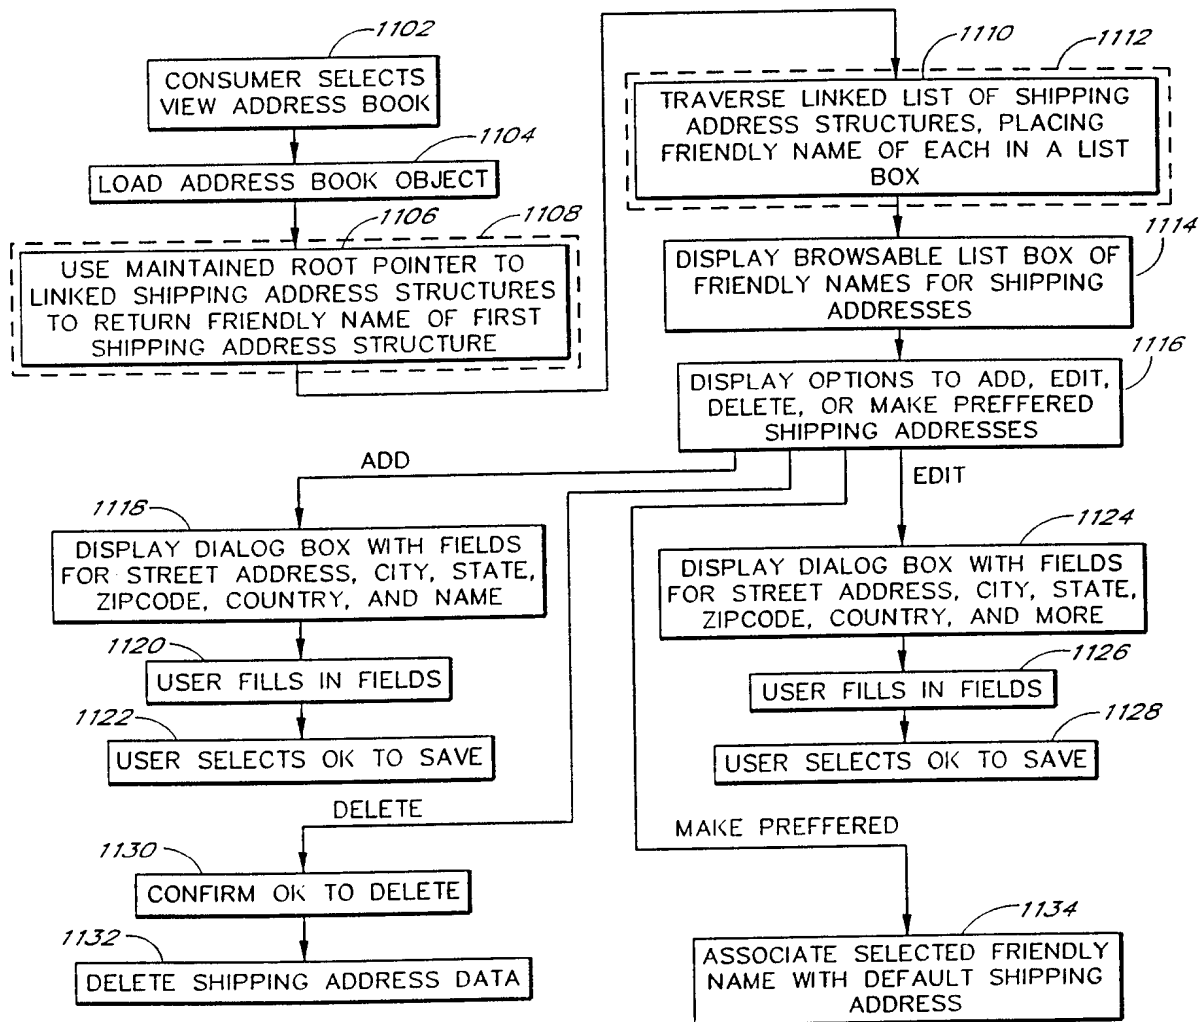 1102
CONSUMER SELECTS
VIEW ADDRESS BOOK
1104
LOAD ADDRESS BOOK OBJECT
1106
1108
USE MAINTAINED ROOT POINTER TO
LINKED SHIPPING ADDRESS STRUCTURES
TO RETURN FRIENDLY NAME OF FIRST
SHIPPING ADDRESS STRUCTURE
1110
1112
TRAVERSE LINKED LIST OF SHIPPING
ADDRESS STRUCTURES, PLACING
FRIENDLY NAME OF EACH IN A LIST
BOX
1114
DISPLAY BROWSABLE LIST BOX OF
FRIENDLY NAMES FOR SHIPPING
ADDRESSES
1116
DISPLAY OPTIONS TO ADD, EDIT,
DELETE, OR MAKE PREFFERED
SHIPPING ADDRESSES
ADD
EDIT
1118
DISPLAY DIALOG BOX WITH FIELDS
FOR STREET ADDRESS, CITY, STATE,
ZIPCODE, COUNTRY, AND NAME
1120
USER FILLS IN FIELDS
1122
USER SELECTS OK TO SAVE
1124
DISPLAY DIALOG BOX WITH FIELDS
FOR STREET ADDRESS, CITY, STATE,
ZIPCODE, COUNTRY, AND MORE
1126
USER FILLS IN FIELDS
1128
USER SELECTS OK TO SAVE
DELETE
1130
CONFIRM OK TO DELETE
1132
DELETE SHIPPING ADDRESS DATA
MAKE PREFFERED
1134
ASSOCIATE SELECTED FRIENDLY
NAME WITH DEFAULT SHIPPING
ADDRESS